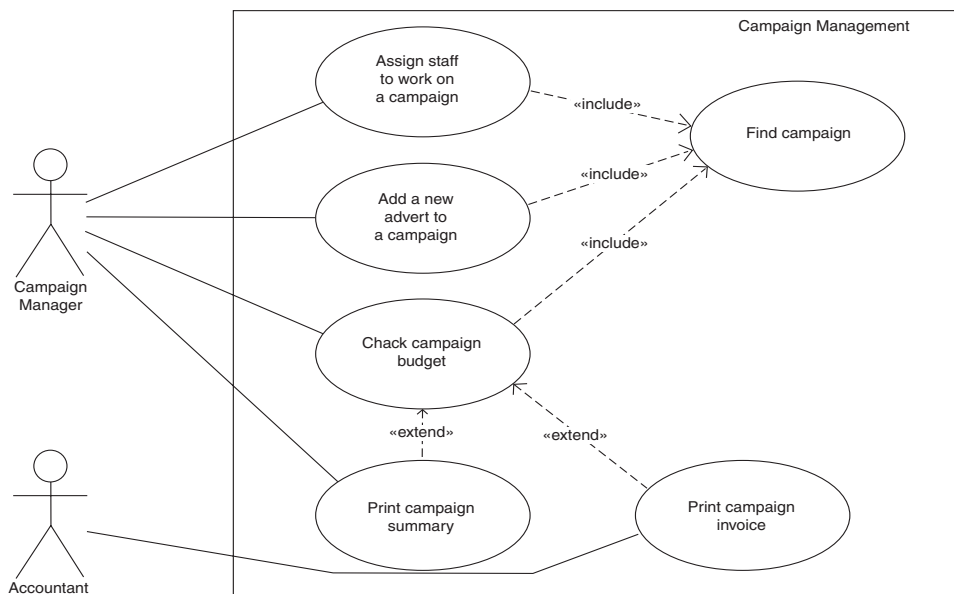 Campaign Management
Assign staff
to work on
a campaign
«include»
Find campaign
«include»
Add a new
advert to
a campaign
«include»
Campaign
Manager
Chack campaign
budget
«extend»
«extend»
Print campaign
summary
Print campaign
invoice
Accountant